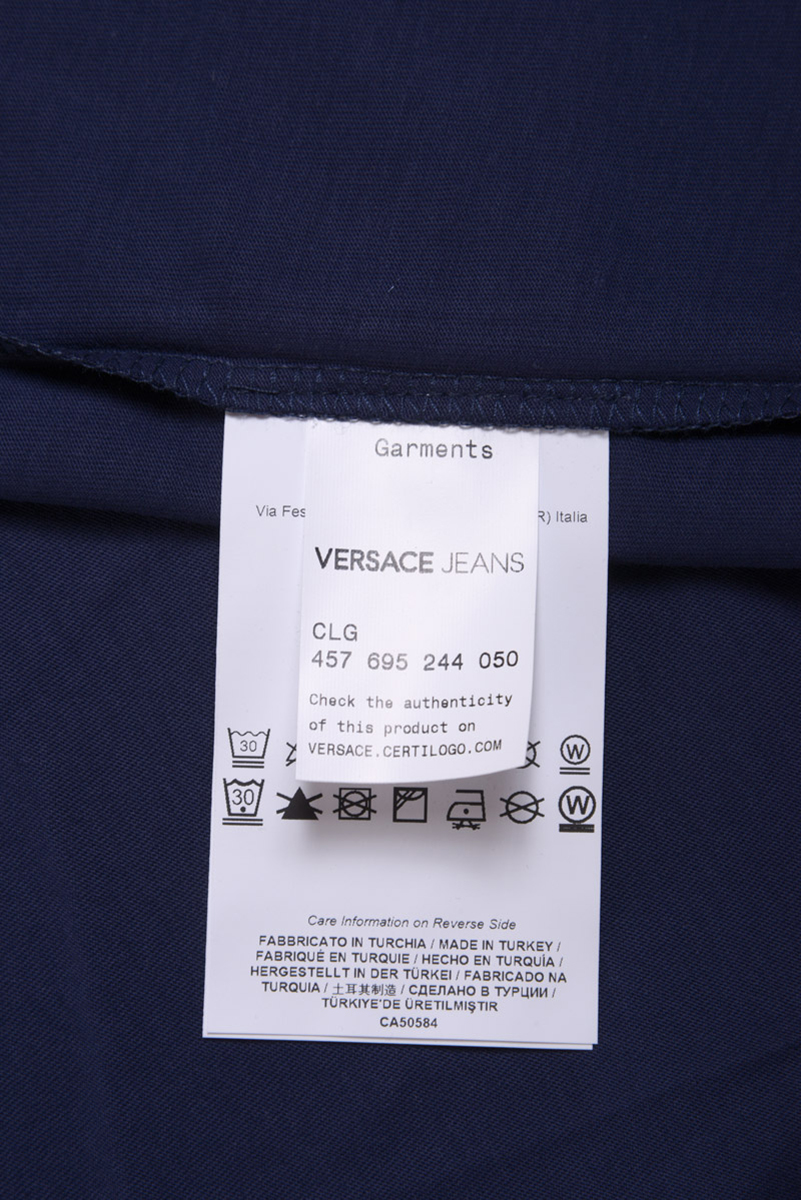 Garments
Via Fes
R) Italia
VERSACE JEANS
CLG
457 695 244 050
Check the authenticity
of this product on
VERSACE.CERTILOGO.COM
30
W
30
W
Care Information on Reverse Side
FABBRICATO IN TURCHIA / MADE IN TURKEY /
FABRIQUÉ EN TURQUIE / HECHO EN TURQUÍA /
HERGESTELLT IN DER TÜRKEI / FABRICADO NA
TURQUIA / 土耳其制造 / СДЕЛАНО В ТУРЦИИ /
TÜRKIYE'DE ÜRETILMIŞTIR
CA50584